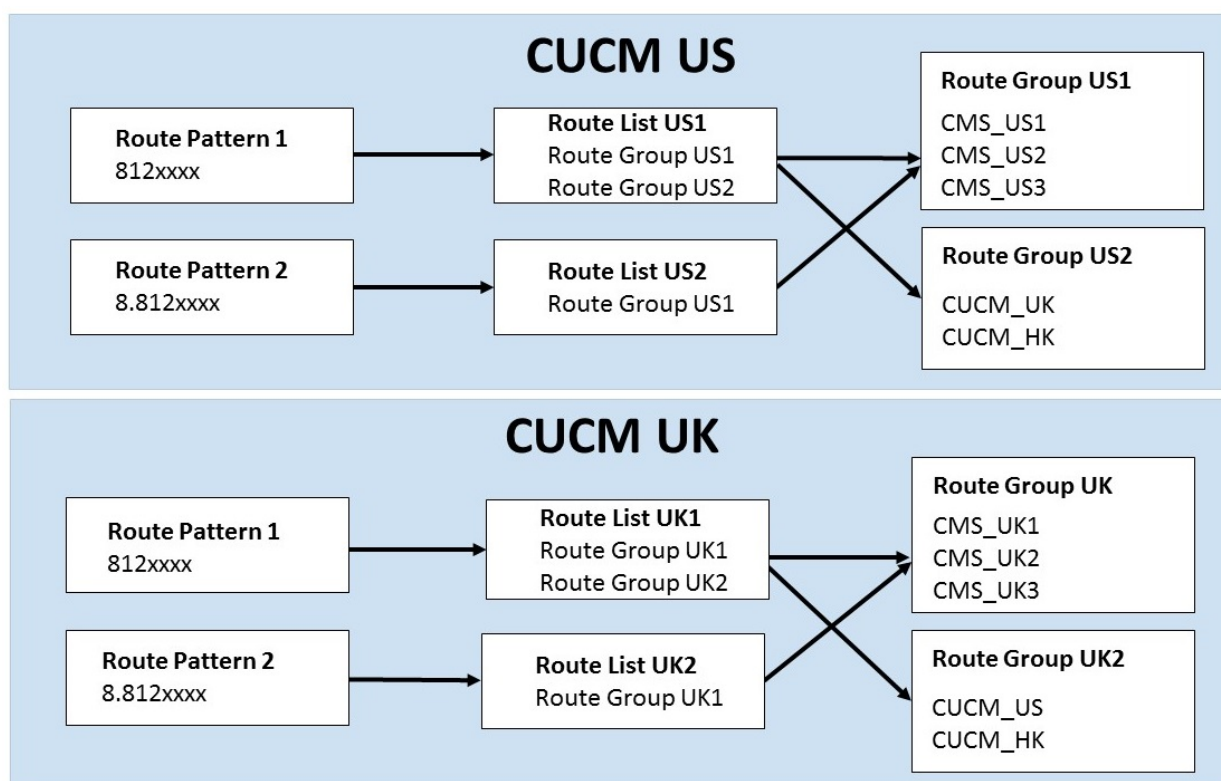 CUCM US
Route Pattern 1
812xxxx
Route List US1
Route Group US1
Route Group US2
Route Group US1
CMS_US1
CMS_US2
CMS_US3
Route Pattern 2
8.812xxxx
Route List US2
Route Group US1
Route Group US2
CUCM_UK
CUCM_HK
CUCM UK
Route Pattern 1
812xxxx
Route List UK1
Route Group UK1
Route Group UK2
Route Group UK
CMS_UK1
CMS_UK2
CMS_UK3
Route Pattern 2
8.812xxxx
Route List UK2
Route Group UK1
Route Group UK2
CUCM_US
CUCM_HK